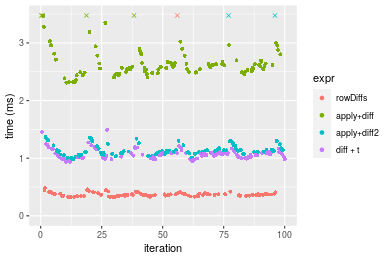 time (ms)
3
2
1
0
0
25
50
75
100
iteration
expr
rowDiffs
apply+diff
apply+diff2
diff + t